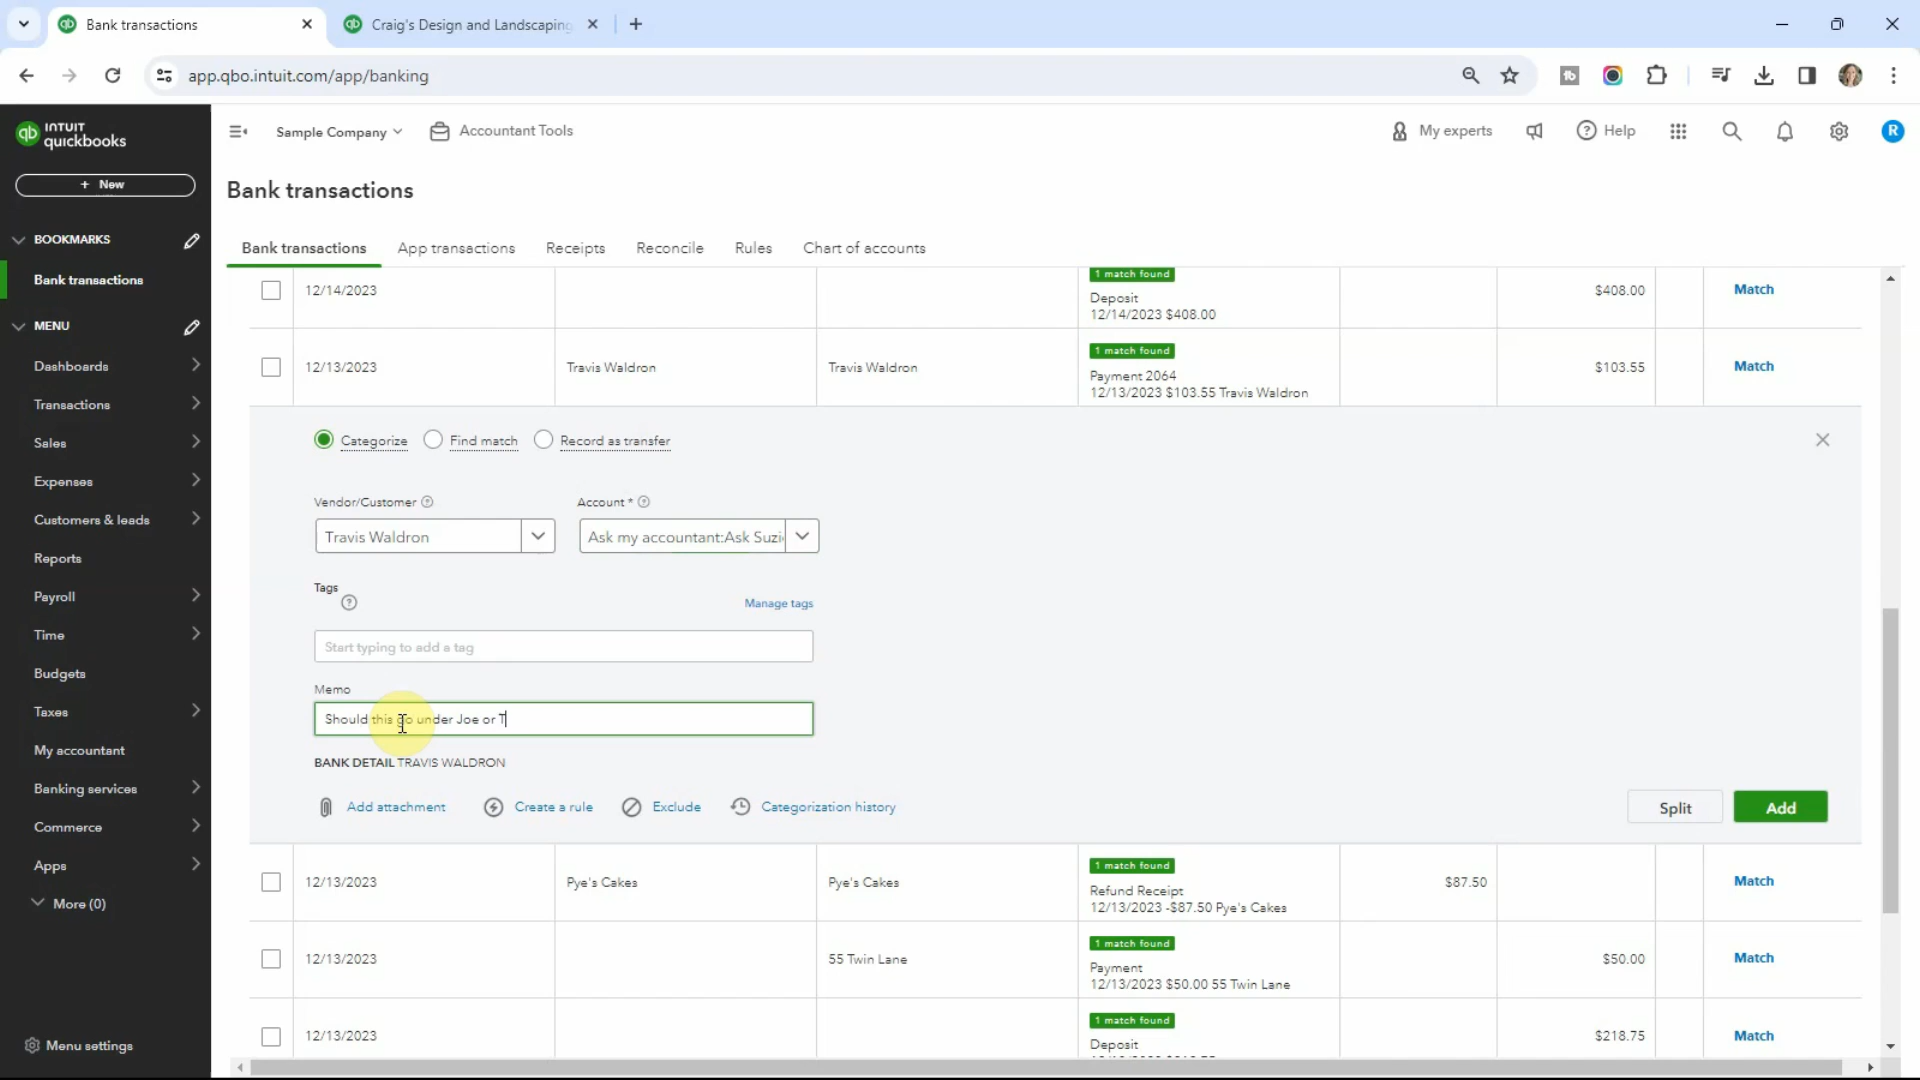 Bank transactions
Craig's Design and Landscaping
app.qbo.intuit.com/app/banking
INTUIT
quickbooks
Sample Company
Accountant Tools
My experts
Help
R
+ New
Bank transactions
BOOKMARKS
Bank transactions
MENU
Dashboards
Transactions
Sales
Expenses
Customers & leads
Reports
Payroll
Time
Budgets
Taxes
My accountant
Banking services
Commerce
Apps
More (0)
Menu settings
Bank transactions App transactions Receipts Reconcile Rules Chart of accounts
1 match found
12/14/2023 Deposit $408.00 Match
12/14/2023 $408.00
1 match found
12/13/2023 Travis Waldron Travis Waldron Payment 2064 $103.55 Match
12/13/2023 $103.55 Travis Waldron
Categorize Find match Record as transfer
Vendor/Customer Account *
Travis Waldron Ask my accountant:Ask Suzi
Tags
Manage tags
Start typing to add a tag
Memo
Should this go under Joe or T
BANK DETAIL TRAVIS WALDRON
Add attachment Create a rule Exclude Categorization history Split Add
1 match found
12/13/2023 Pye's Cakes Pye's Cakes Refund Receipt $87.50 Match
12/13/2023 -$87.50 Pye's Cakes
1 match found
12/13/2023 55 Twin Lane Payment $50.00 Match
12/13/2023 $50.00 55 Twin Lane
1 match found
12/13/2023 Deposit $218.75 Match